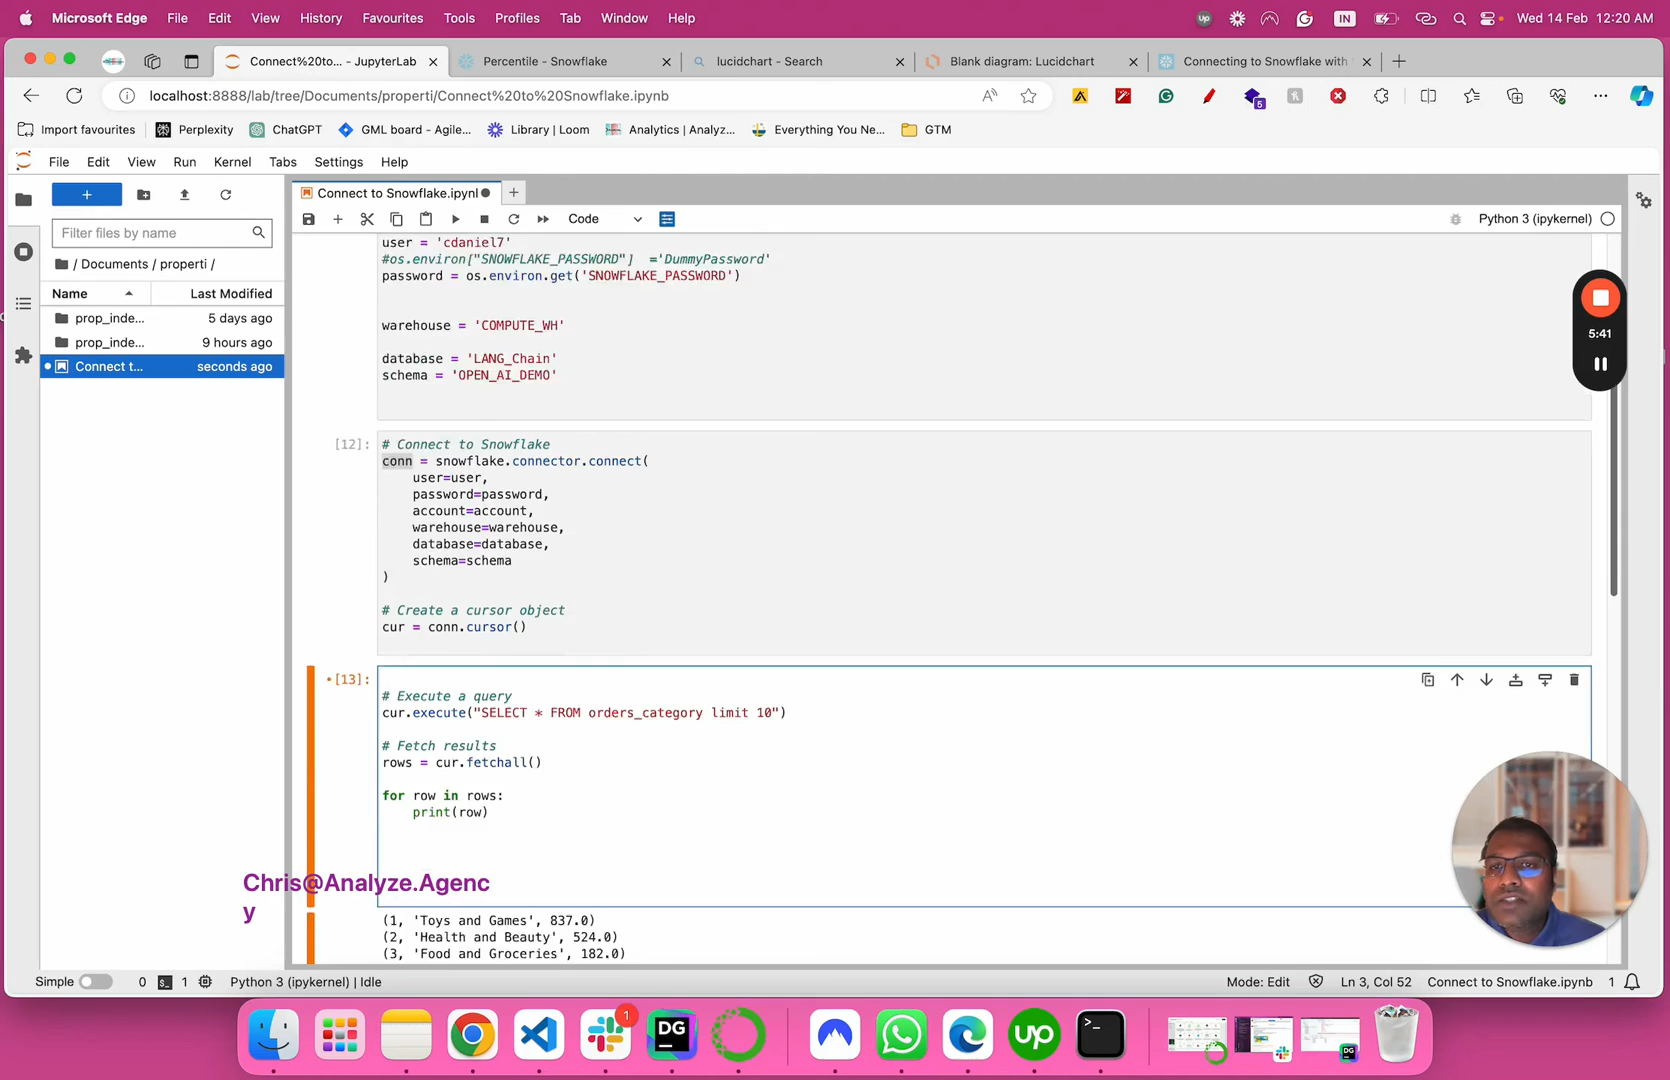 Microsoft Edge File Edit View History Favourites Tools Profiles Tab Window Help
up IN Wed 14 Feb 12:20 AM
Connect%20to... - JupyterLab
Percentile - Snowflake
lucidchart - Search
Blank diagram: Lucidchart
Connecting to Snowflake with
localhost:8888/lab/tree/Documents/properti/Connect%20to%20Snowflake.ipynb
5
Import favourites Perplexity ChatGPT GML board - Agile... Library | Loom Analytics | Analyz... Everything You Ne... GTM
File Edit View Run Kernel Tabs Settings Help
Connect to Snowflake.ipynl
Code
Python 3 (ipykernel)
Filter files by name
/ Documents / properti /
Name Last Modified
prop_inde... 5 days ago
prop_inde... 9 hours ago
Connect t... seconds ago
user = 'cdaniel7'
#os.environ["SNOWFLAKE_PASSWORD"] ='DummyPassword'
password = os.environ.get('SNOWFLAKE_PASSWORD')
warehouse = 'COMPUTE_WH'
database = 'LANG_Chain'
schema = 'OPEN_AI_DEMO'
5:41
[12]:
# Connect to Snowflake
conn = snowflake.connector.connect(
user=user,
password=password,
account=account,
warehouse=warehouse,
database=database,
schema=schema
)
# Create a cursor object
cur = conn.cursor()
[13]:
# Execute a query
cur.execute("SELECT * FROM orders_category limit 10")
# Fetch results
rows = cur.fetchall()
for row in rows:
print(row)
Chris@Analyze.Agenc
y
(1, 'Toys and Games', 837.0)
(2, 'Health and Beauty', 524.0)
(3, 'Food and Groceries', 182.0)
Simple 0 1 Python 3 (ipykernel) | Idle
Mode: Edit Ln 3, Col 52 Connect to Snowflake.ipynb 1
1
DG
up
>_
DG